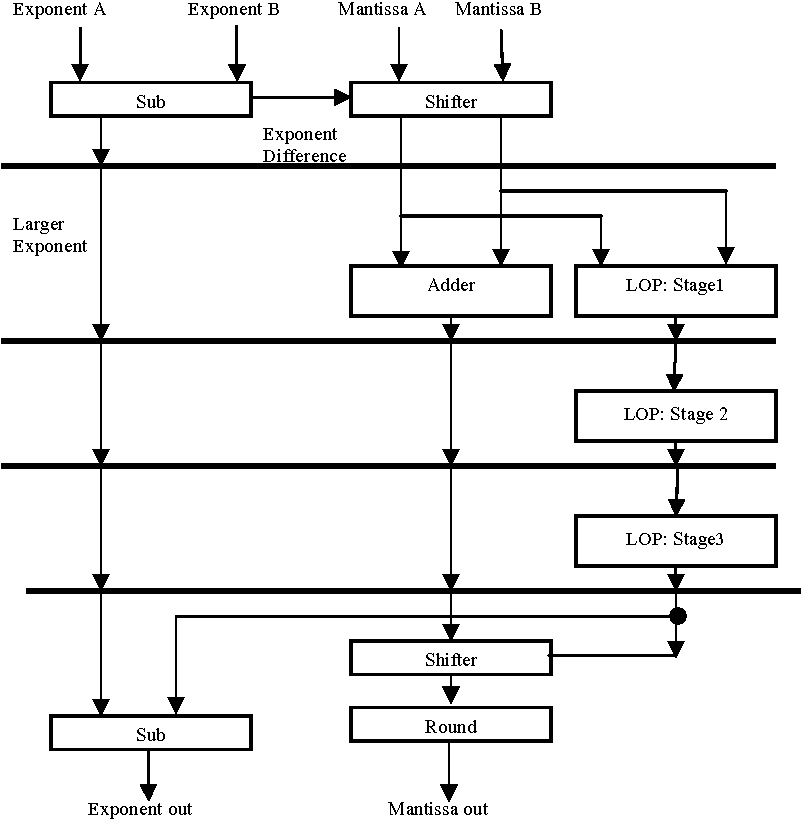 Exponent A
Exponent B
Mantissa A
Mantissa B
Sub
Shifter
Exponent
Difference
Larger
Exponent
Adder
LOP: Stage1
LOP: Stage 2
LOP: Stage3
Shifter
Sub
Round
Exponent out
Mantissa out